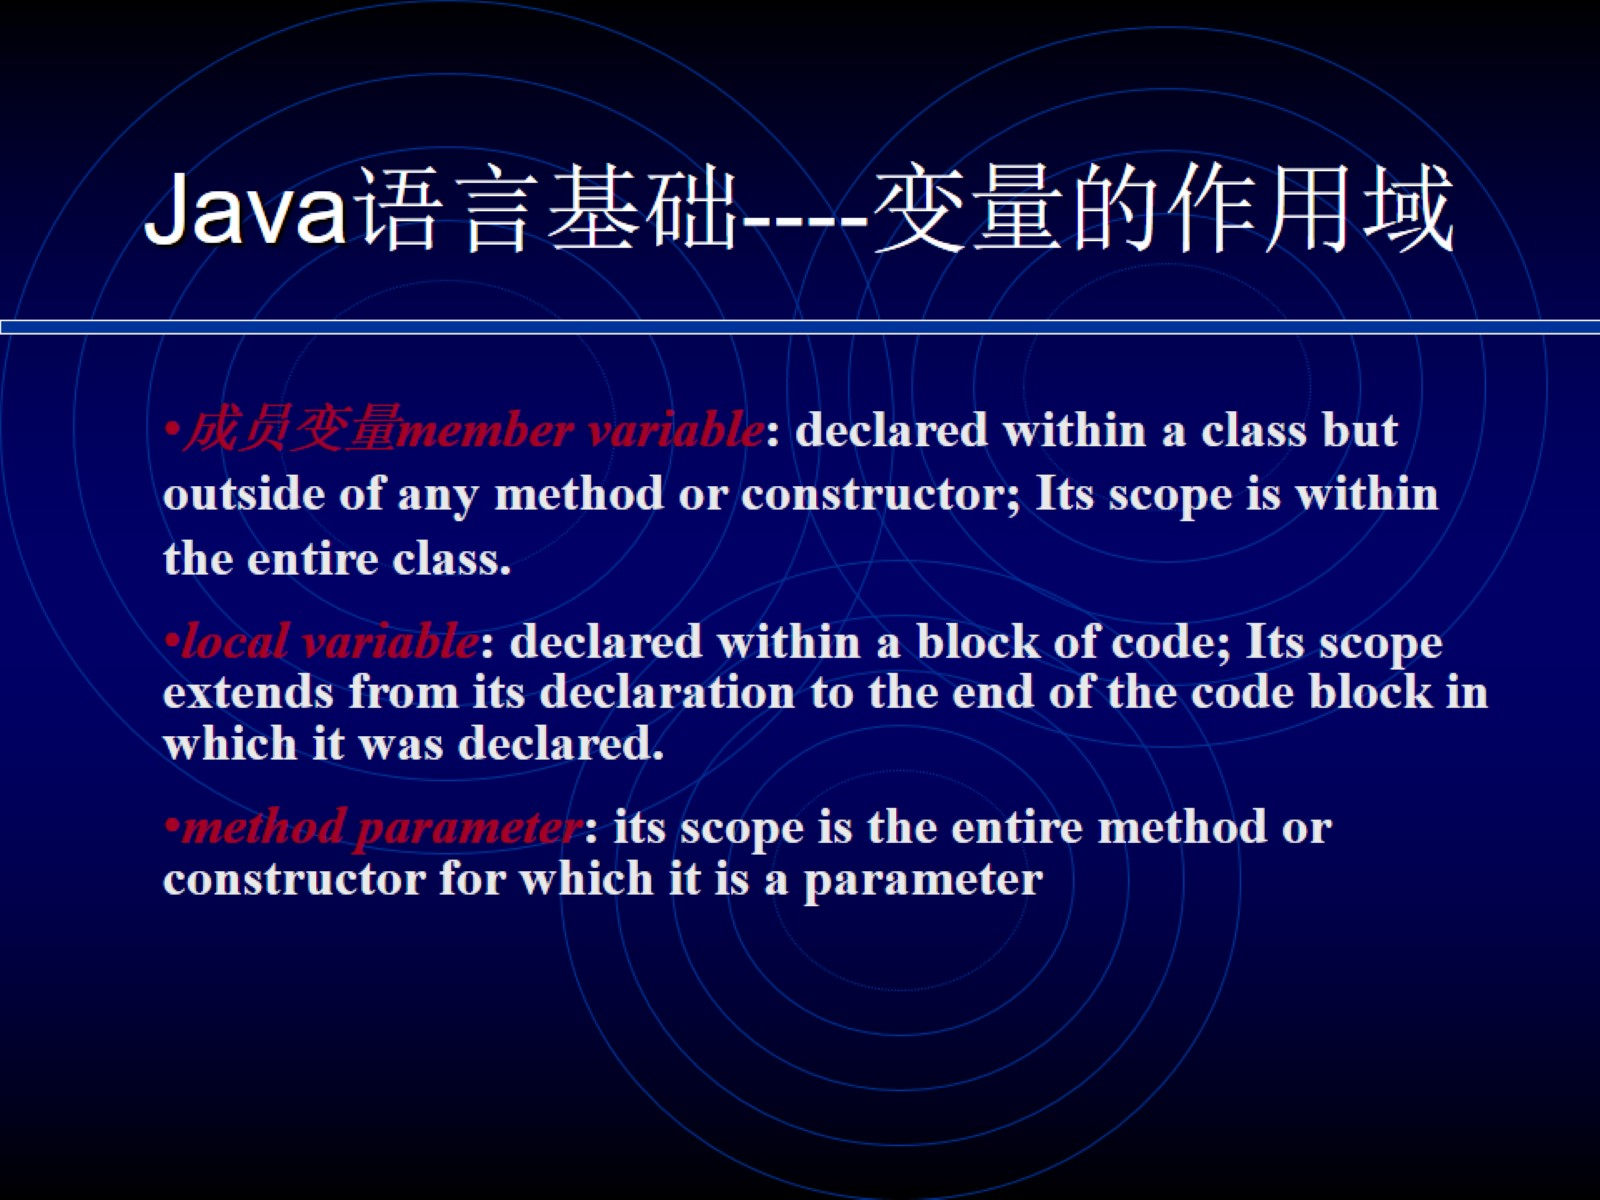 Java语言基础----变量的作用域
•成员变量member variable: declared within a class but
outside of any method or constructor; Its scope is within
the entire class.
•local variable: declared within a block of code; Its scope
extends from its declaration to the end of the code block in
which it was declared.
•method parameter: its scope is the entire method or
constructor for which it is a parameter